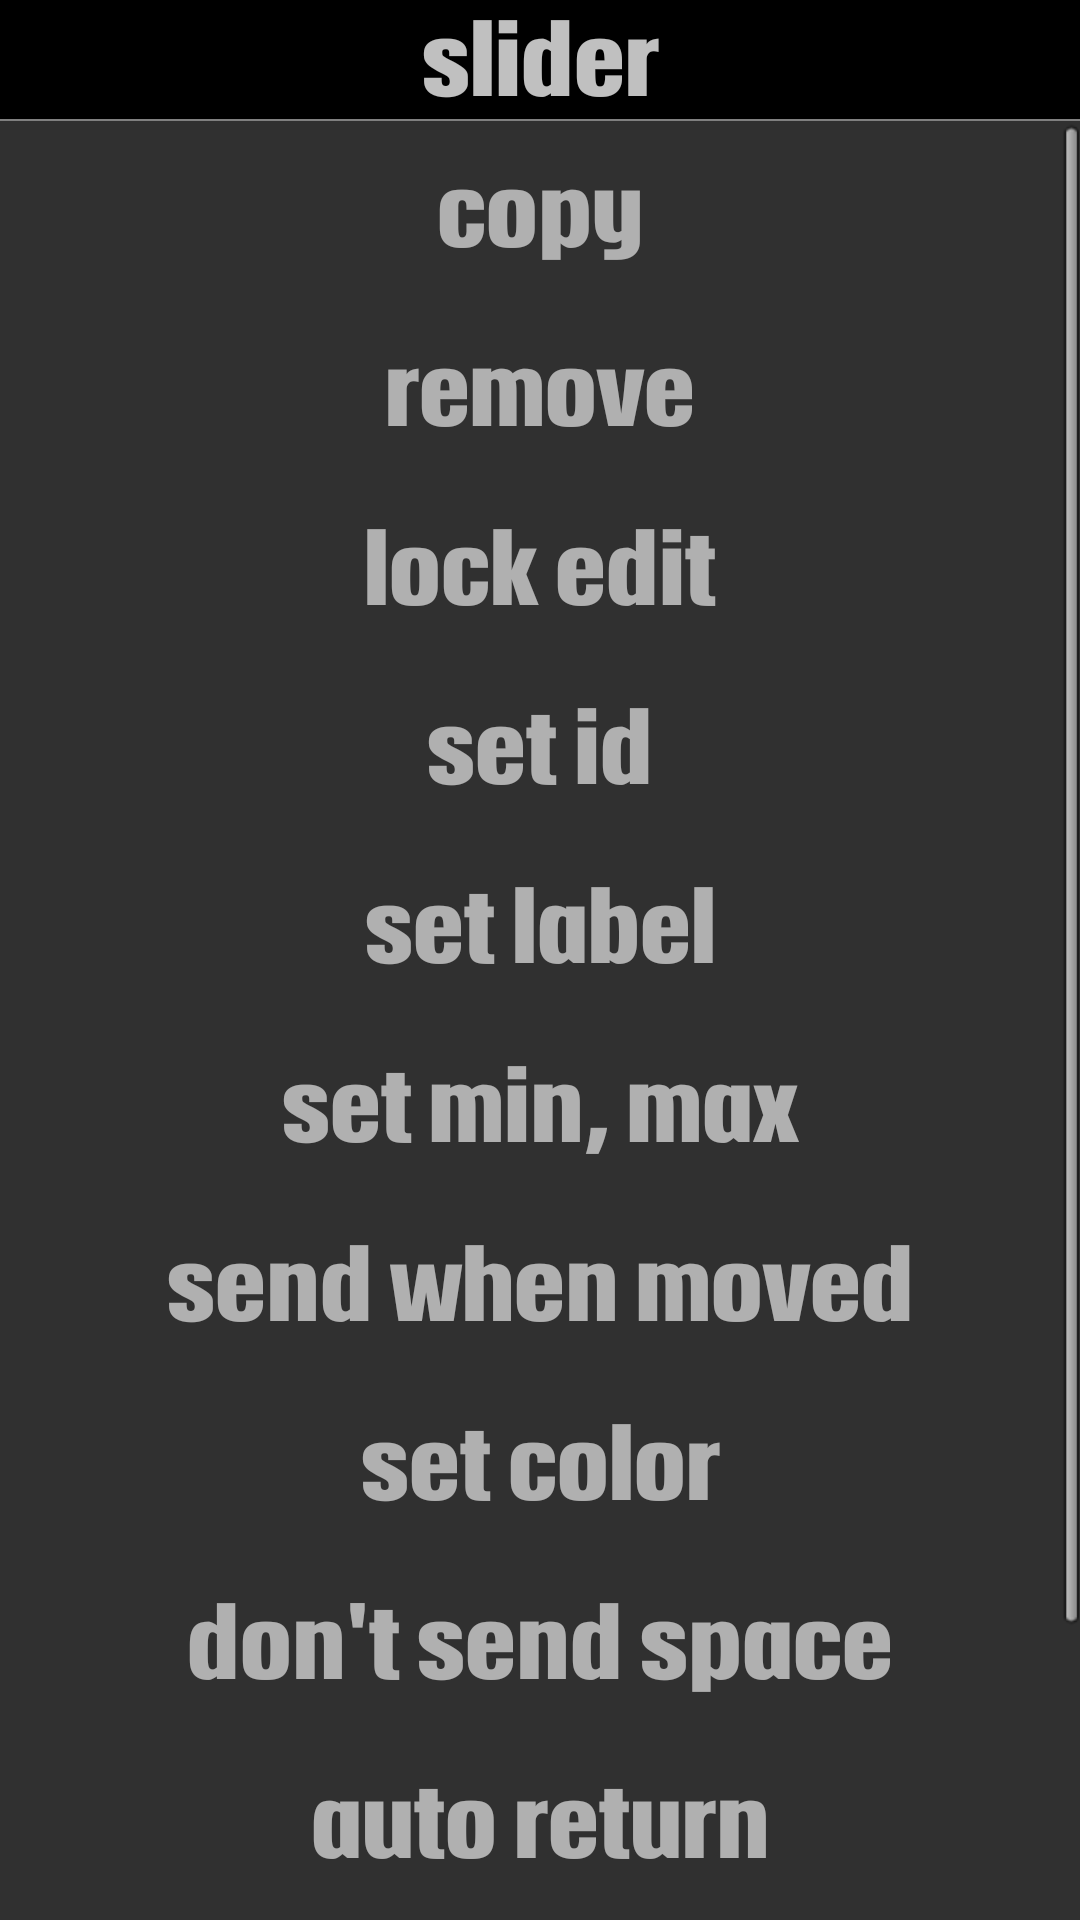 slider
copy
remove
lock edit
set id
set label
set min, max
send when moved
set color
don't send space
auto return